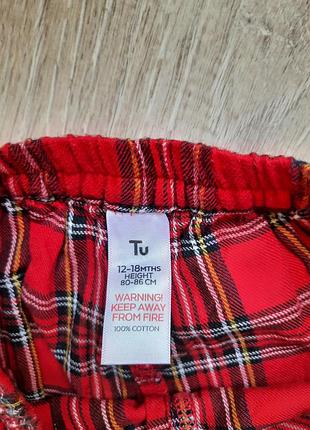 Tu
12-18MTHS
HEIGHT
80-86 CM
WARNING!
KEEP AWAY
FROM FIRE
100% COTTON